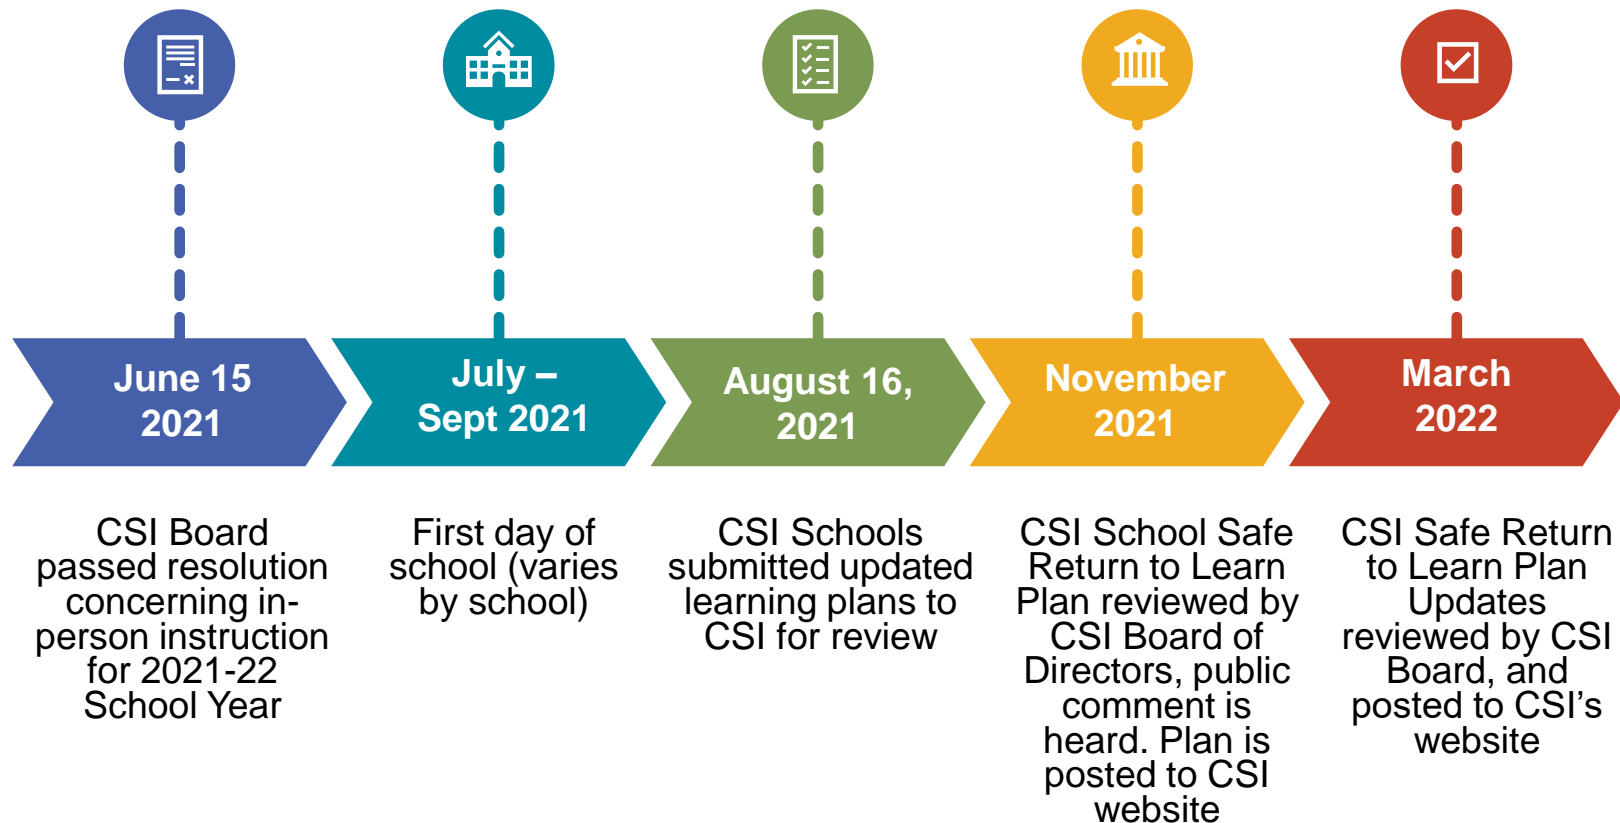 June 15
2021
July –
Sept 2021
August 16,
2021
November
2021
March
2022
CSI Board
passed resolution
concerning in-
person instruction
for 2021-22
School Year
First day of
school (varies
by school)
CSI Schools
submitted updated
learning plans to
CSI for review
CSI School Safe
Return to Learn
Plan reviewed by
CSI Board of
Directors, public
comment is
heard. Plan is
posted to CSI
website
CSI Safe Return
to Learn Plan
Updates
reviewed by CSI
Board, and
posted to CSI’s
website